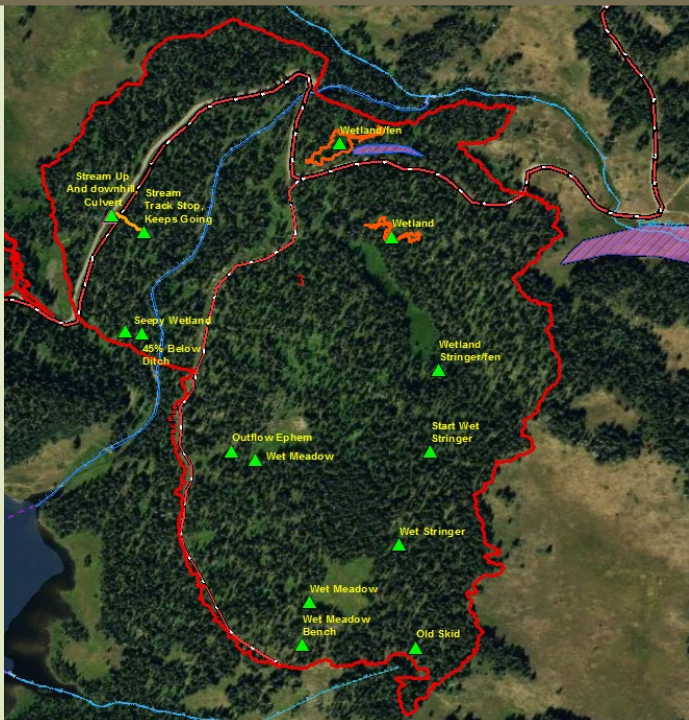 Wetland/fen
Stream Up
And downhill
Culvert
Stream
Track Stop,
Keeps Going
Wetland
3
Seepy Wetland
45% Below
Ditch
Wetland
Stringer/fen
Outflow Ephem
Wet Meadow
Start Wet
Stringer
Wet Stringer
Wet Meadow
Wet Meadow
Bench
Old Skid